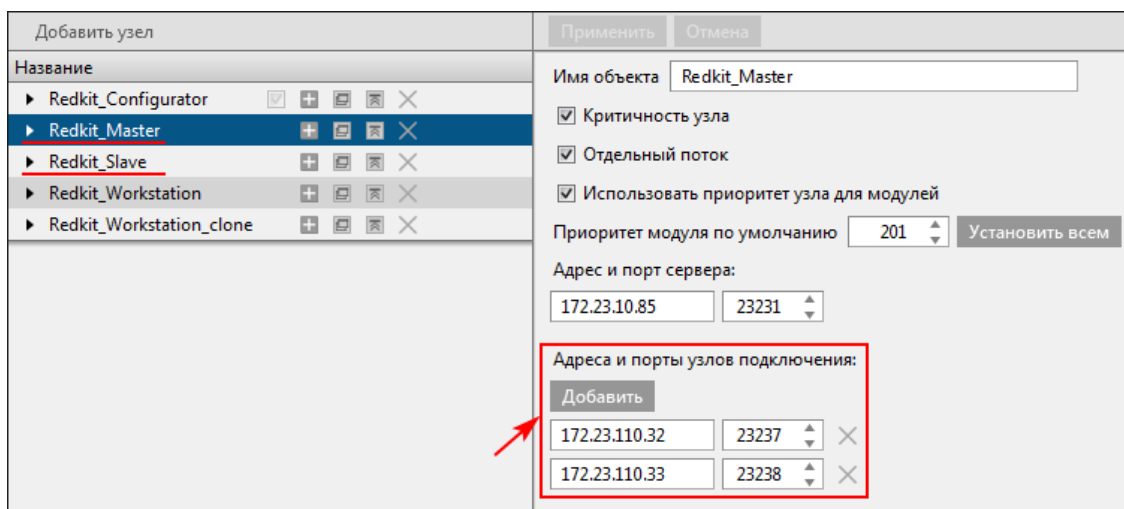 Добавить узел
Название
Redkit_Configurator
Redkit_Master
Redkit_Slave
Redkit_Workstation
Redkit_Workstation_clone
Применить Отмена
Имя объекта Redkit_Master
Критичность узла
Отдельный поток
Использовать приоритет узла для модулей
Приоритет модуля по умолчанию 201 Установить всем
Адрес и порт сервера:
172.23.10.85 23231
Адреса и порты узлов подключения:
Добавить
172.23.110.32 23237
172.23.110.33 23238